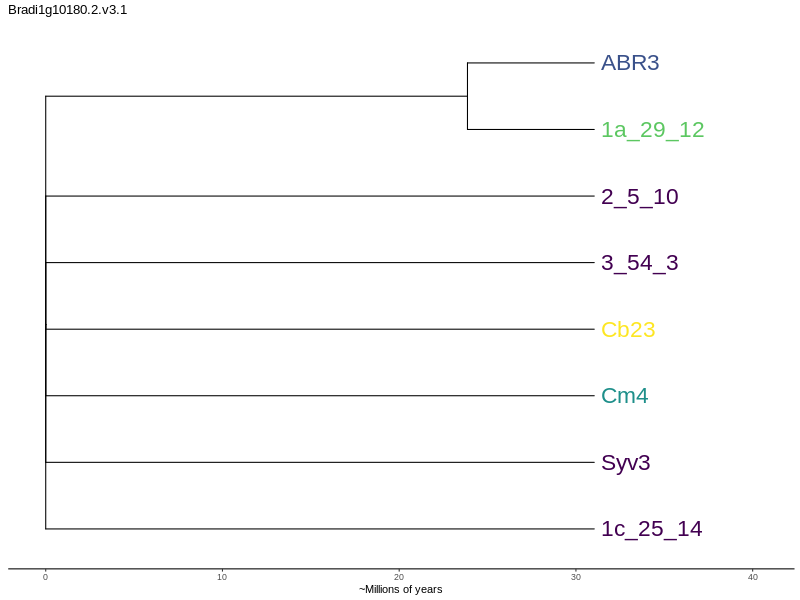 Bradi1g10180.2.v3.1
ABR3
1a_29_12
2_5_10
3_54_3
Cb23
Cm4
Syv3
1c_25_14
0 10 20 30 40
~Millions of years